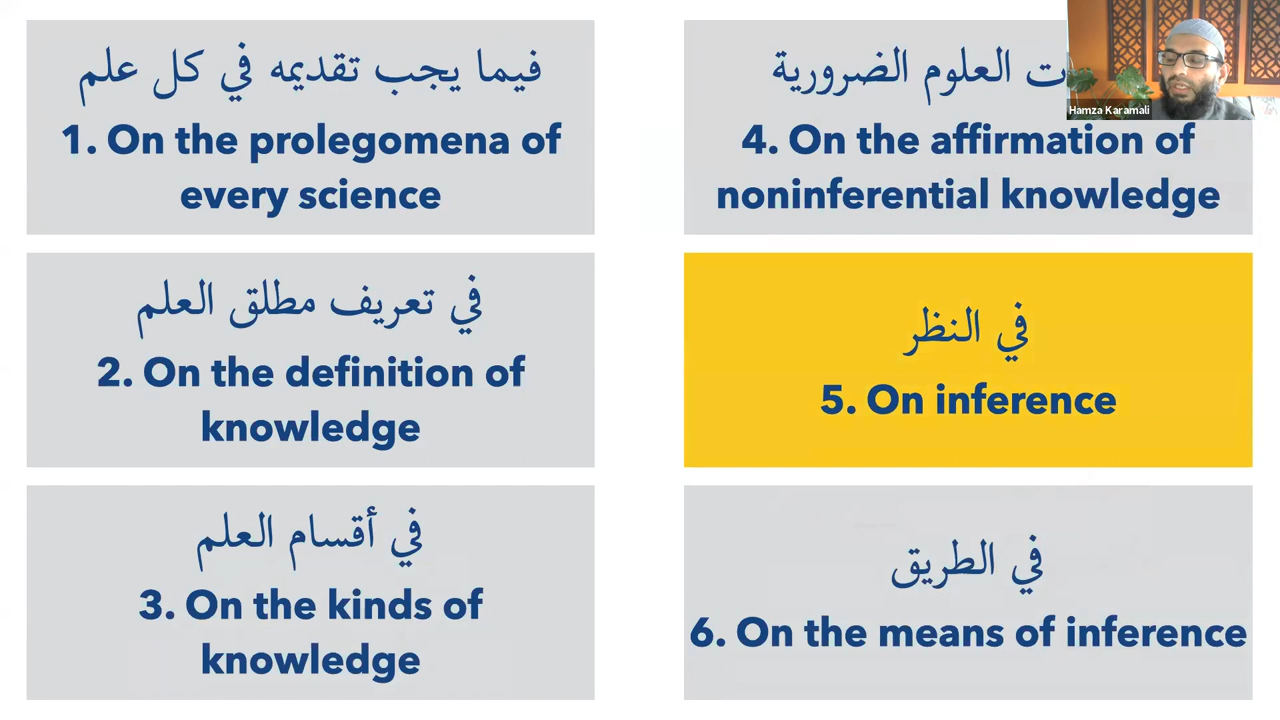 فيما يجب تقديمه في كل علم
1. On the prolegomena of
every science
في تعريف مطلق العلم
2. On the definition of
knowledge
في أقسام العلم
3. On the kinds of
knowledge
العلوم الضرورية
4. On the affirmation of
noninferential knowledge
في النظر
5. On inference
في الطريق
6. On the means of inference
Hamza Karamali